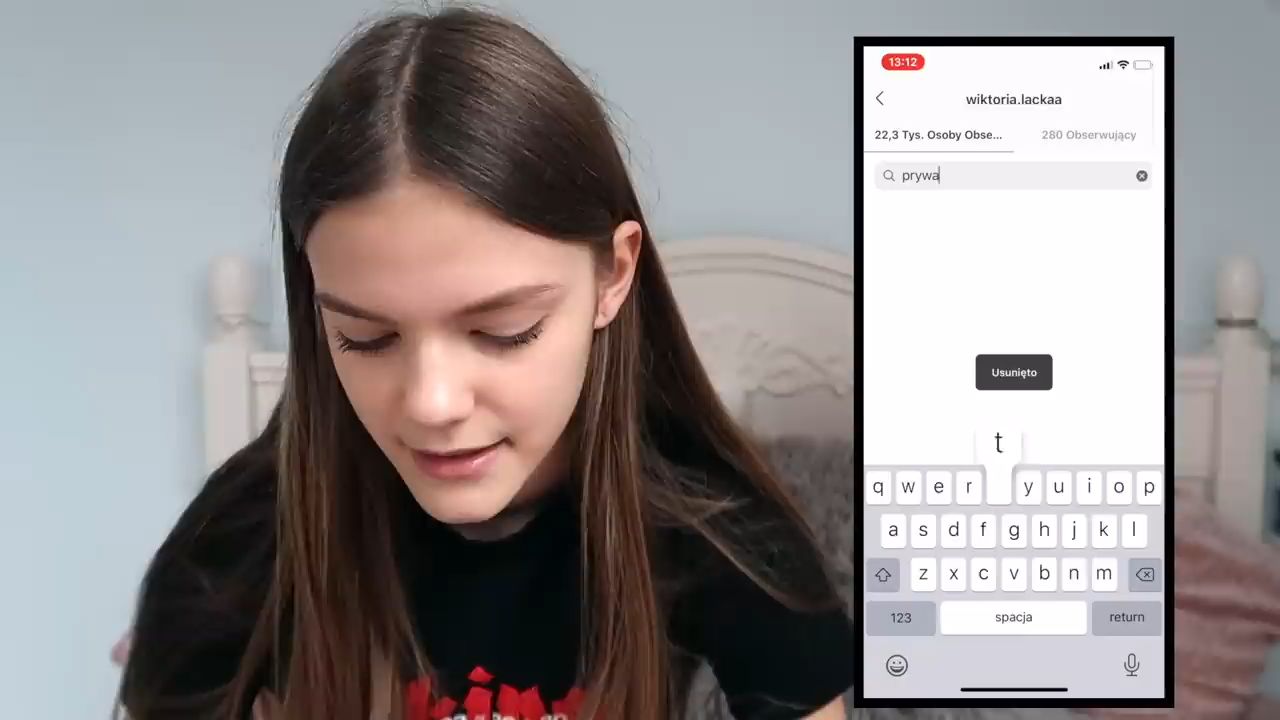 13:12
wiktoria.lackaa
22,3 Tys. Osoby Obse...
280 Obserwujący
prywa
Usunięto
t
q w e r y u i o p
a s d f g h j k l
z x c v b n m
123 spacja return